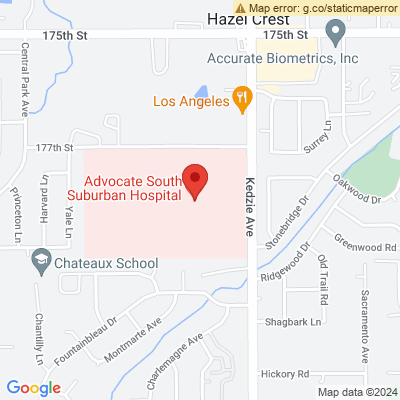 Map error: g.co/staticmaperror
Hazel Crest
175th St
175th St
Accurate Biometrics, Inc
Central Park Ave
Los Angeles
Surrey Ln
177th St
Advocate South
Suburban Hospital
Kedzie Ave
Oakwood Dr
Princeton Ln
Harvard Ln
Yale Ln
Stonebridge Dr
Greenwood Rd
Chateaux School
Ridgewood Dr
Old Trail Rd
Chantilly Ln
Fountainbleau Dr
Montmarte Ave
Shagbark Ln
Sacramento Ave
Charlemagne Ave
Hickory Rd
Google
Map data ©2024